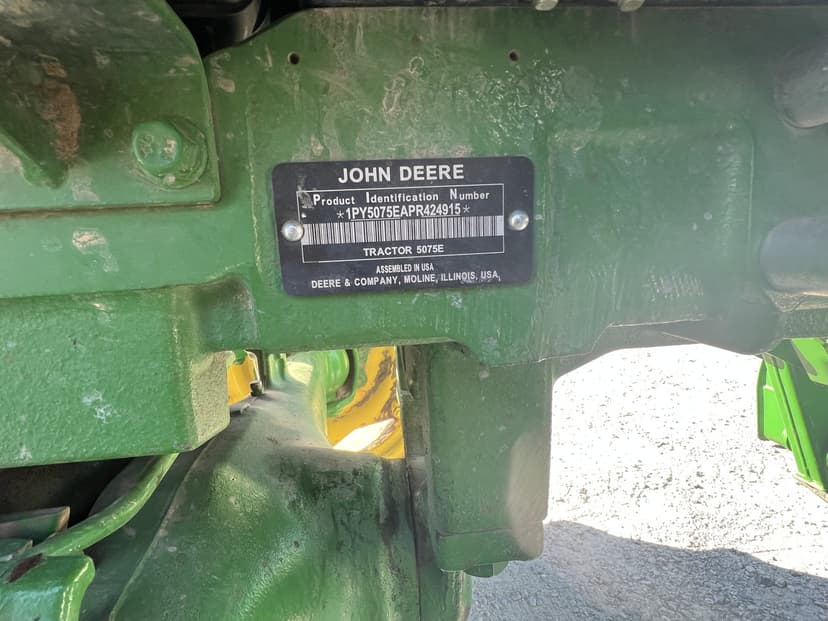 JOHN DEERE
Product Identification Number
*1PY5075EAPR424915*
TRACTOR 5075E
ASSEMBLED IN USA
DEERE & COMPANY, MOLINE, ILLINOIS, USA